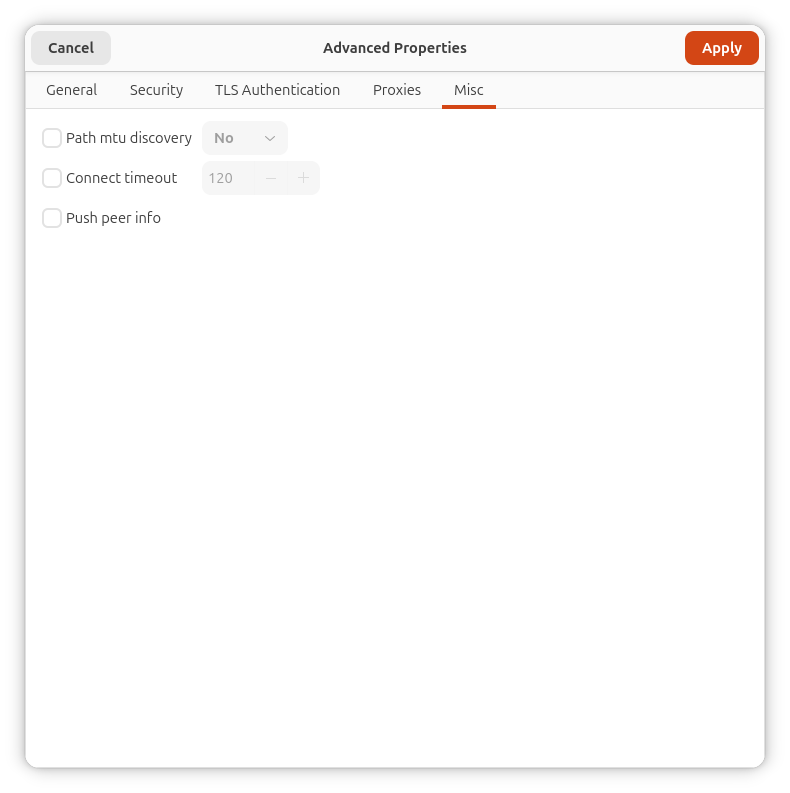 Cancel Advanced Properties Apply
General Security TLS Authentication Proxies Misc
Path mtu discovery No
Connect timeout 120
Push peer info